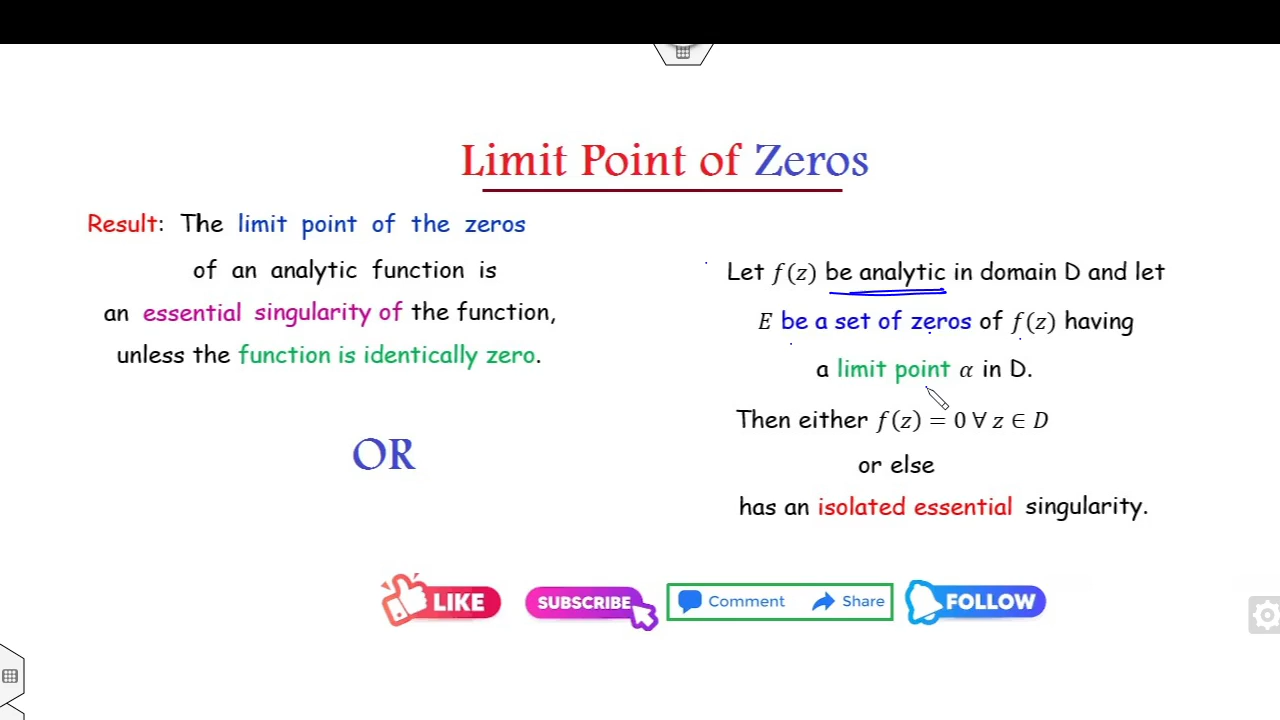 Limit Point of Zeros
Result: The limit point of the zeros
of an analytic function is
an essential singularity of the function,
unless the function is identically zero.
OR
Let f(z) be analytic in domain D and let
E be a set of zeros of f(z) having
a limit point α in D.
Then either f(z) = 0 ∀ z ∈ D
or else
has an isolated essential singularity.
LIKE
SUBSCRIBE
Comment
Share
FOLLOW